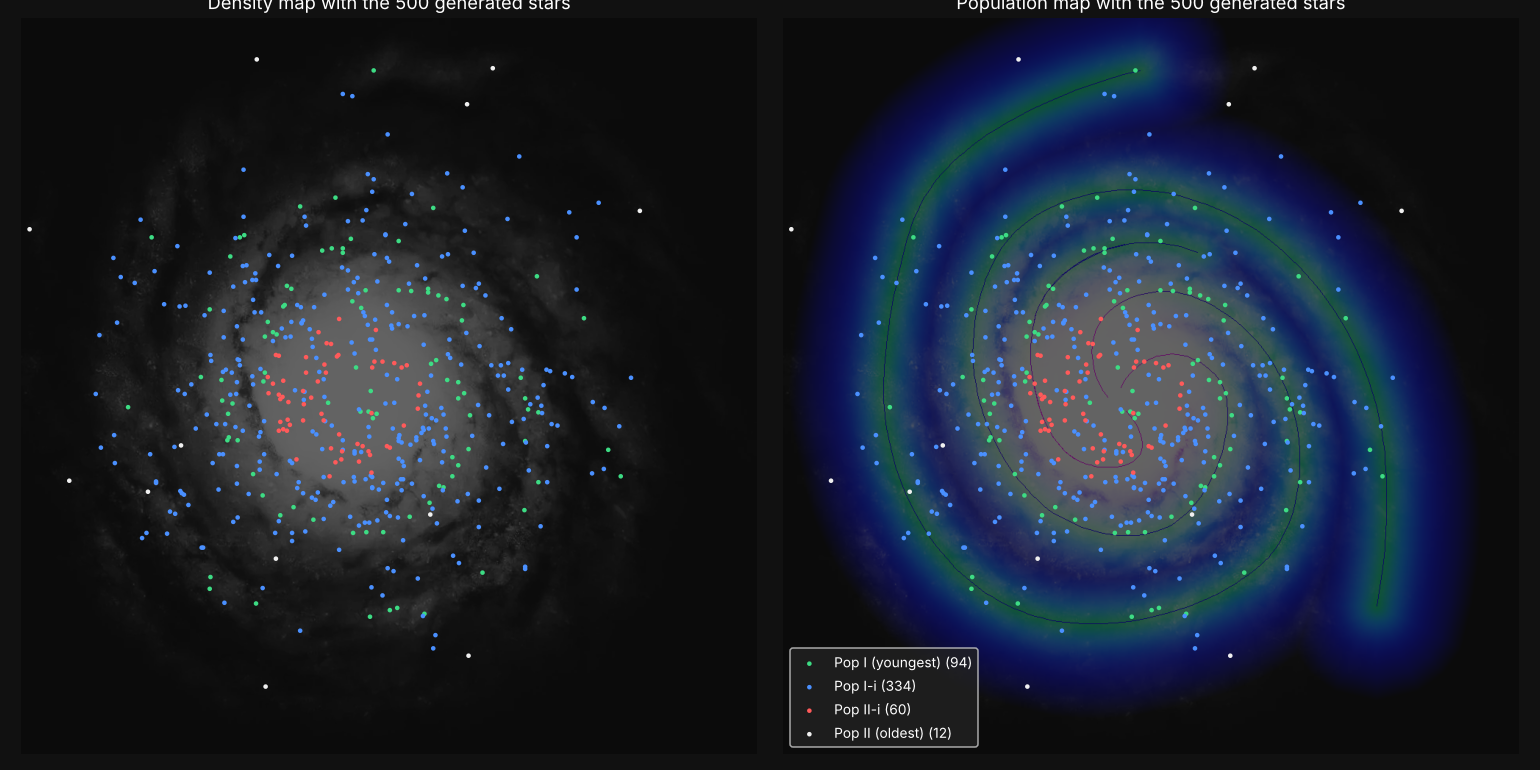 Density map with the 500 generated stars
Population map with the 500 generated stars
Pop I (youngest) (94)
Pop I-i (334)
Pop II-i (60)
Pop II (oldest) (12)